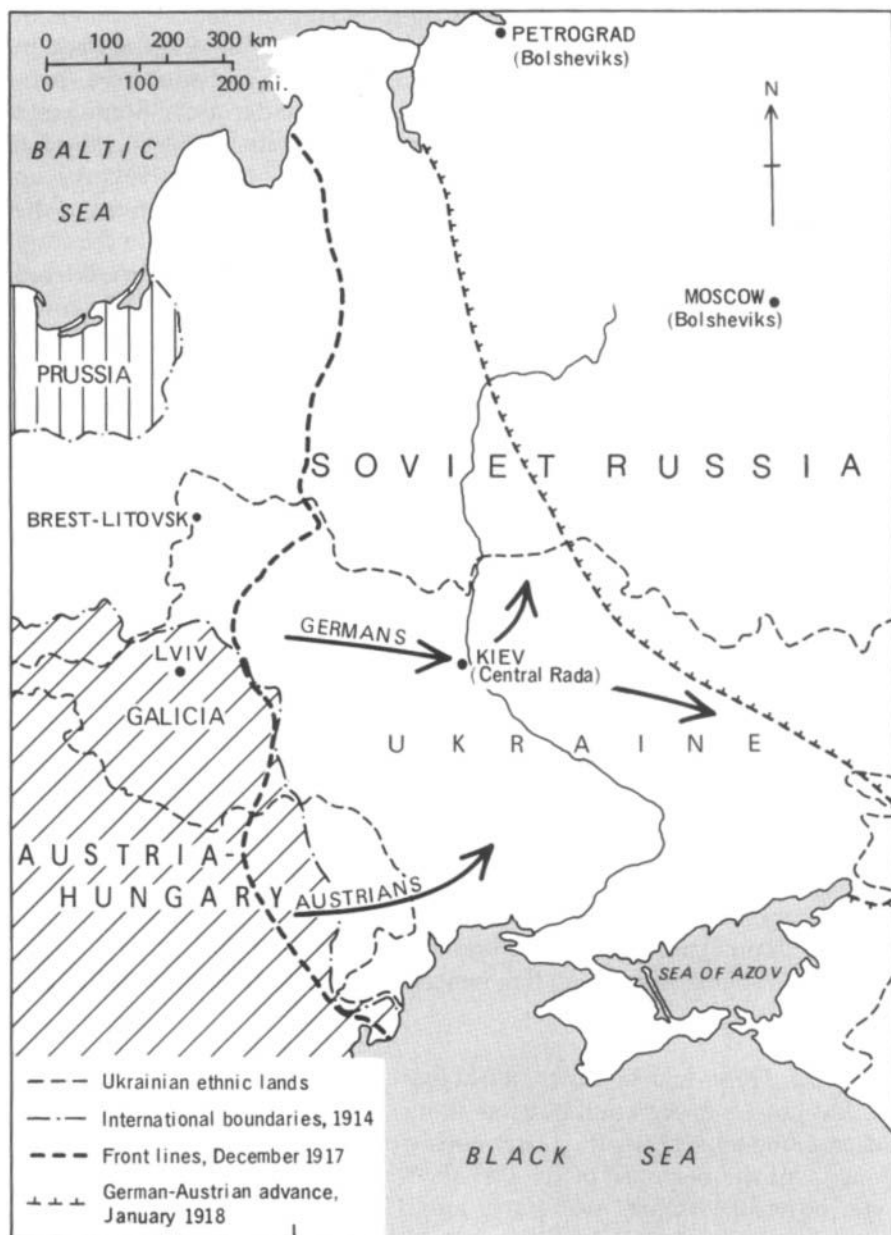 0 100 200 300 km
0 100 200 mi.
PETROGRAD
(Bolsheviks)
N
BALTIC
SEA
MOSCOW
(Bolsheviks)
PRUSSIA
SOVIET RUSSIA
BREST-LITOVSK
GERMANS
LVIV
KIEV
(Central Rada)
GALICIA
UKRAINE
AUSTRIA-
HUNGARY
AUSTRIANS
SEA OF AZOV
Ukrainian ethnic lands
International boundaries, 1914
Front lines, December 1917
German-Austrian advance,
January 1918
BLACK SEA